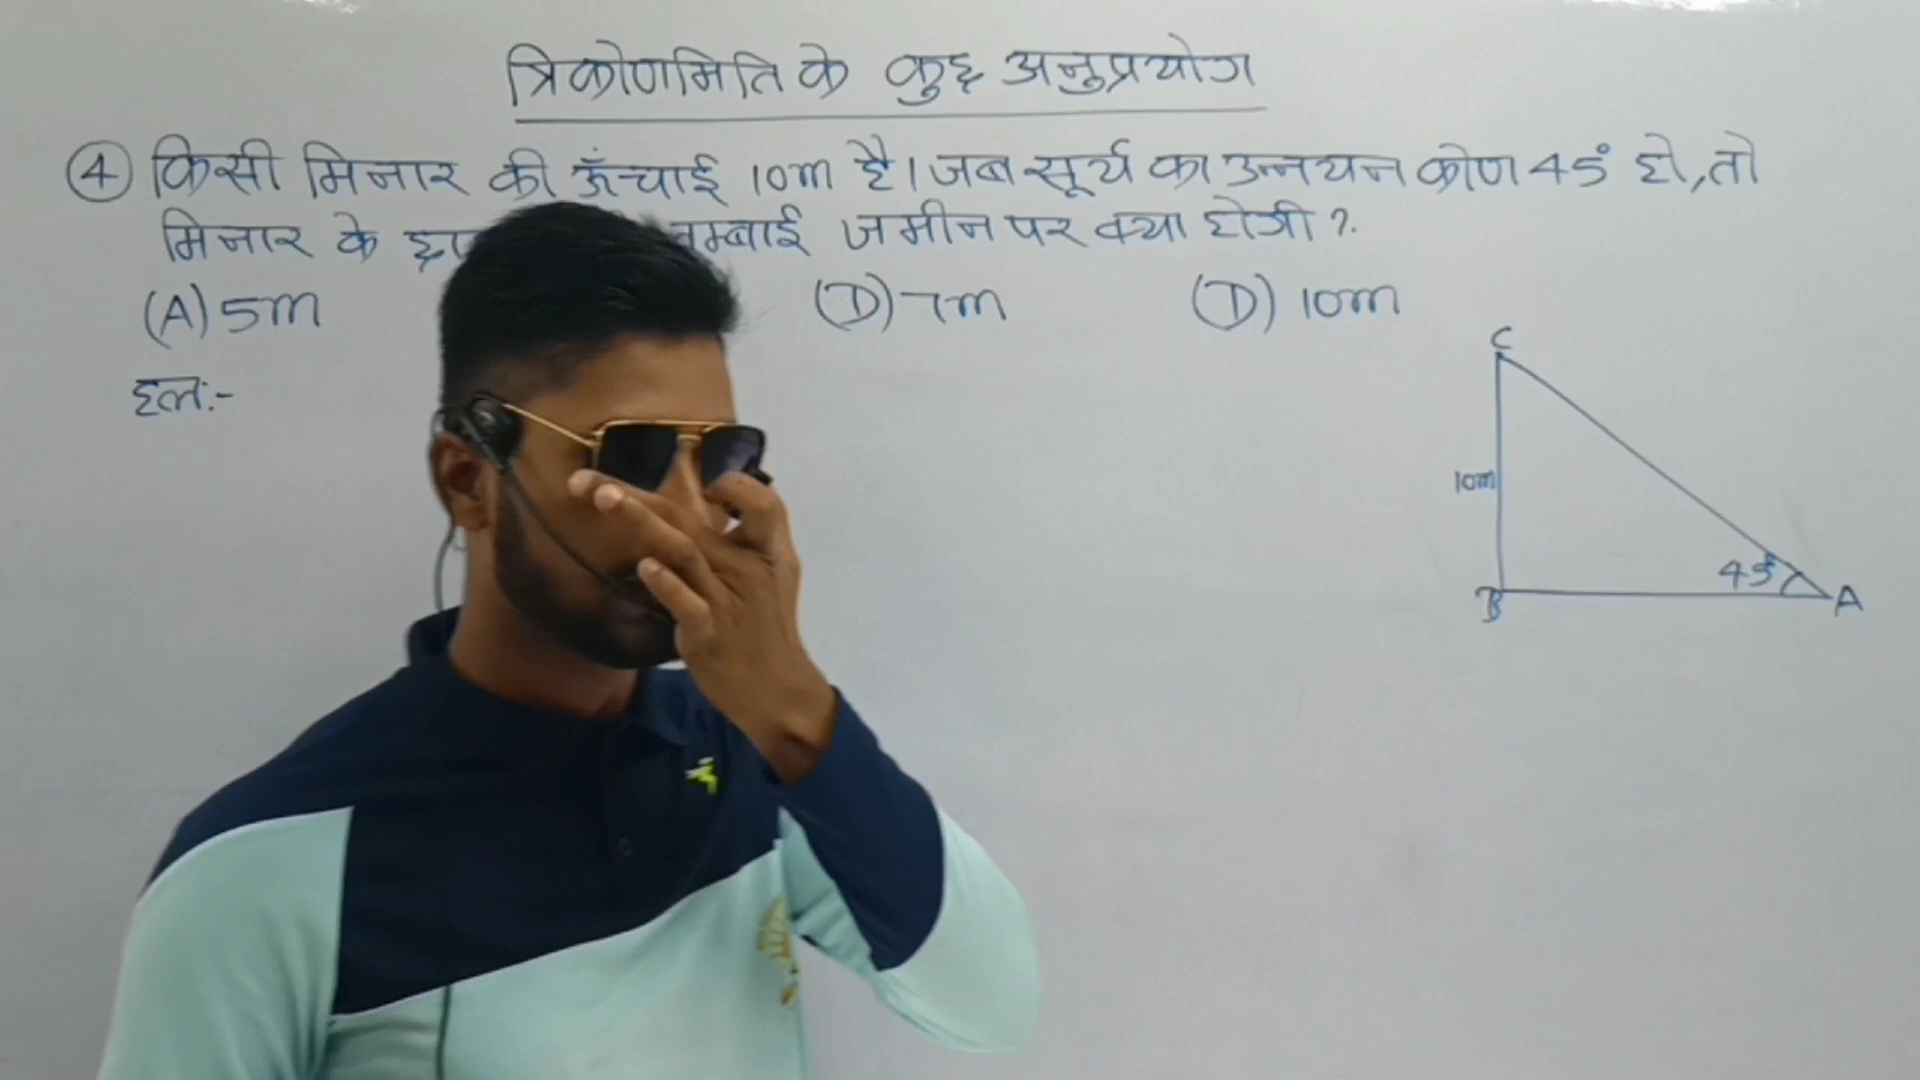 त्रिकोणमिति के कुछ अनुप्रयोग
④ किसी मिनार की ऊँचाई 10m है। जब सूर्य का उन्नयन कोण 45° हो, तो
मिनार के लम्बाई जमीन पर क्या होगी ?
(A) 5m (D) 7m (D) 10m
हल:-
C
10m
45°
B A